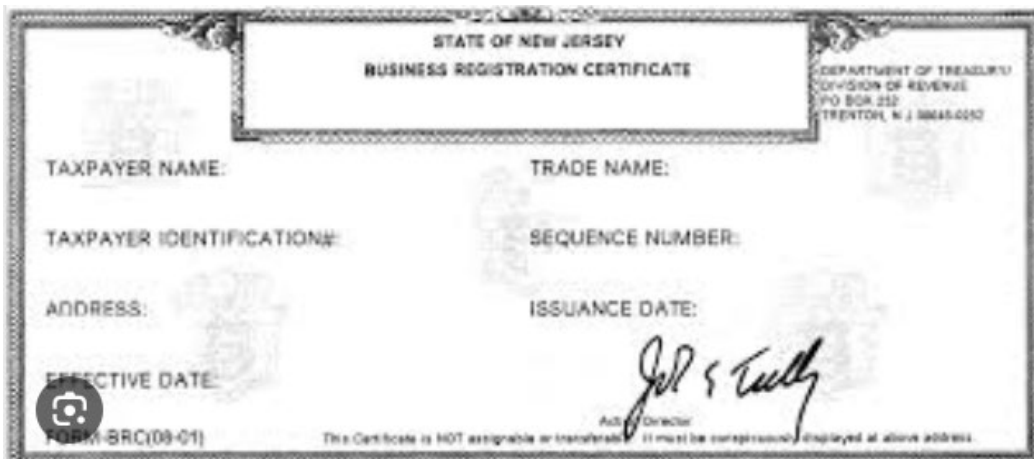 STATE OF NEW JERSEY
BUSINESS REGISTRATION CERTIFICATE
DEPARTMENT OF TREASURY/
DIVISION OF REVENUE
PO BOX 252
TRENTON, N J 08646-0252
TAXPAYER NAME:
TRADE NAME:
TAXPAYER IDENTIFICATION#:
SEQUENCE NUMBER:
ADDRESS:
ISSUANCE DATE:
EFFECTIVE DATE:
FORM-BRC(08-01)
Director
This Certificate is NOT assignable or transferable. It must be conspicuously displayed at above address.